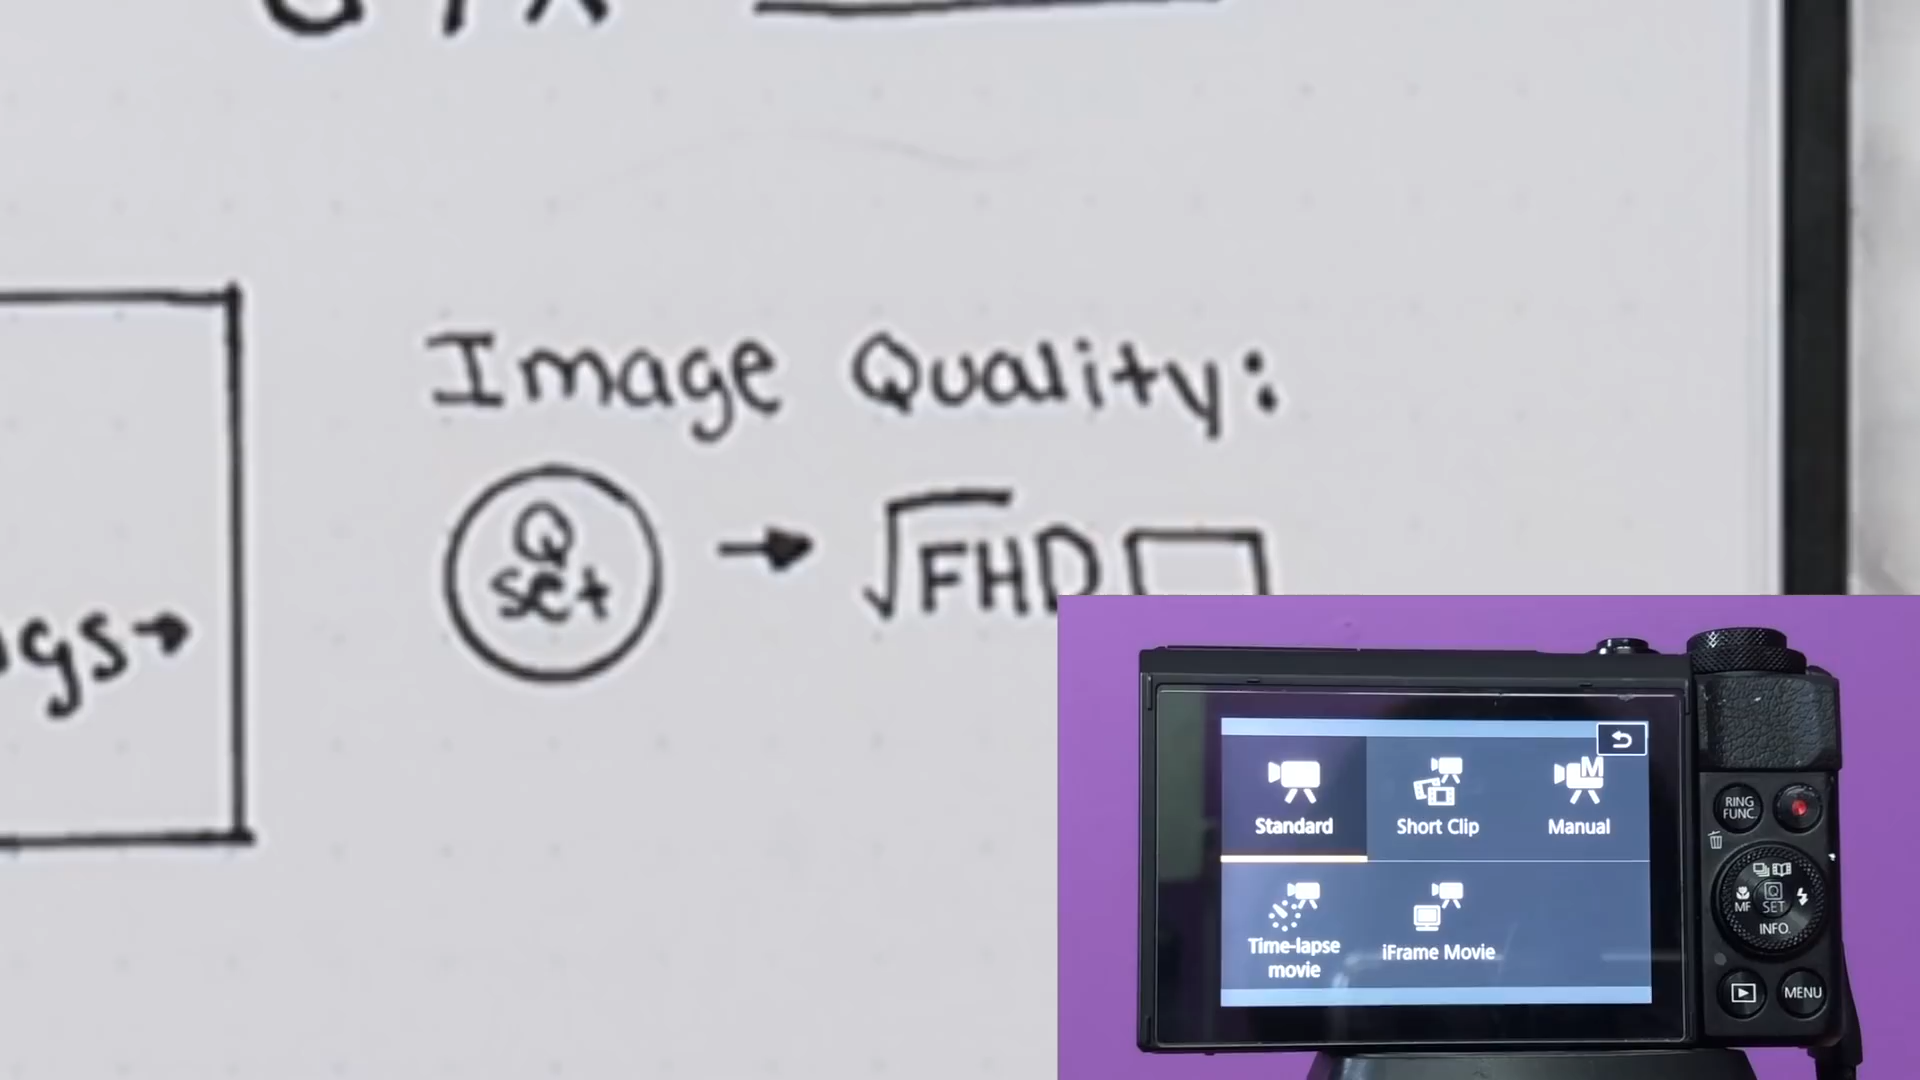 G7X
Image Quality:
Q
set
→ √FHD
gs→
Standard
Short Clip
Manual
Time-lapse
movie
iFrame Movie
RING
FUNC.
MF
Q
SET
INFO.
MENU